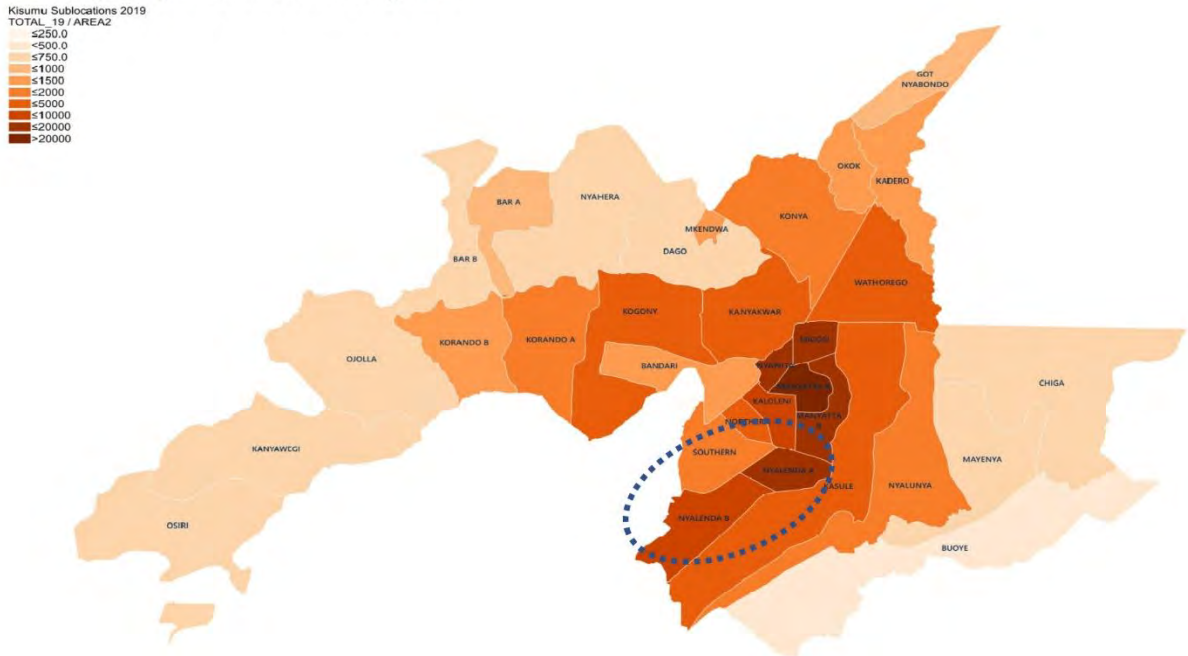 Kisumu Sublocations 2019
TOTAL_19 / AREA2
≤250.0
<500.0
≤750.0
≤1000
≤1500
≤2000
≤5000
≤10000
≤20000
>20000
GOT
NYABONDO
OKOK
KADERO
BAR A
NYAHERA
KONYA
MKENDWA
DAGO
BAR B
WATHOREGO
KOGONY
KANYAKWAR
KORANDO B
KORANDO A
OJOLLA
BANDARI
CHIGA
KALOLENI
MANYATTA
B
NORTHERN
SOUTHERN
KANYAWEGI
MAYENYA
NYALENDA A
KASULE
NYALUNYA
NYALENDA B
OSIRI
BUOYE